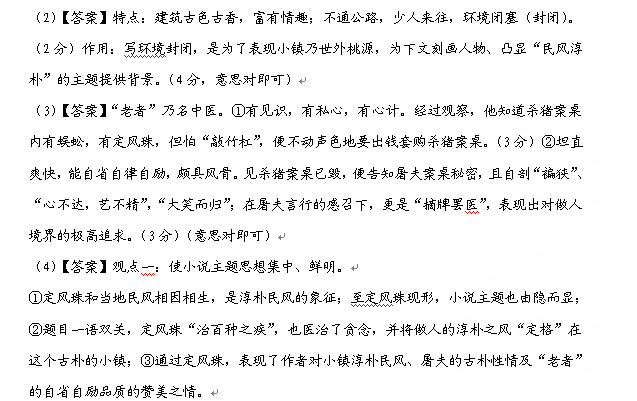 (2)【答案】特点：建筑古色古香，富有情趣；不通公路，少人来往，环境闭塞（封闭）。
（2分）作用：写环境封闭，是为了表现小镇乃世外桃源，为下文刻画人物、凸显“民风淳
朴”的主题提供背景。（4分，意思对即可）
(3)【答案】“老者”乃名中医。①有见识，有私心，有心计。经过观察，他知道杀猪案桌
内有蜈蚣，有定风珠，但怕“敲竹杠”，便不动声色地要出钱套购杀猪案桌。（3分）②坦直
爽快，能自省自律自励，颇具风骨。见杀猪案桌已毁，便告知屠夫案桌秘密，且自剖“褊狭”、
“心不达，艺不精”，“大笑而归”；在屠夫言行的感召下，更是“摘牌罢医”，表现出对做人
境界的极高追求。（3分）（意思对即可）
(4)【答案】观点一：使小说主题思想集中、鲜明。
①定风珠和当地民风相因相生，是淳朴民风的象征；至定风珠现形，小说主题也由隐而显；
②题目一语双关，定风珠“治百种之疾”，也医治了贪念，并将做人的淳朴之风“定格”在
这个古朴的小镇；③通过定风珠，表现了作者对小镇淳朴民风、屠夫的古朴性情及“老者”
的自省自励品质的赞美之情。